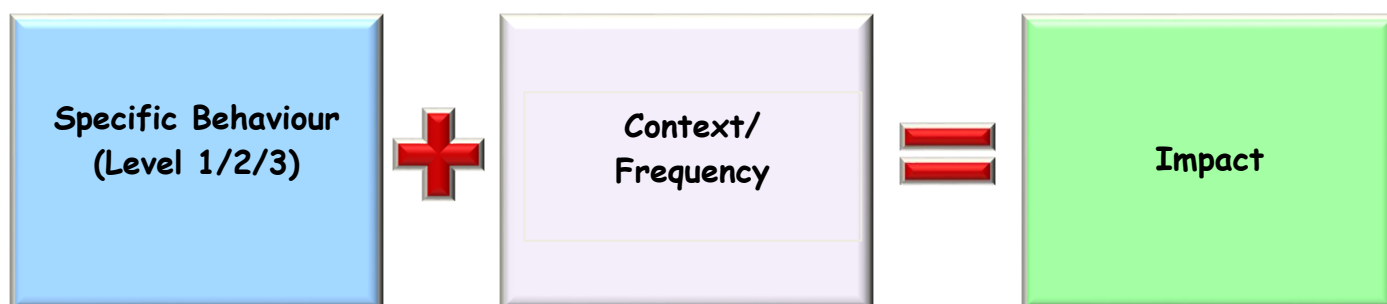 Specific Behaviour
(Level 1/2/3)
Context/
Frequency
Impact